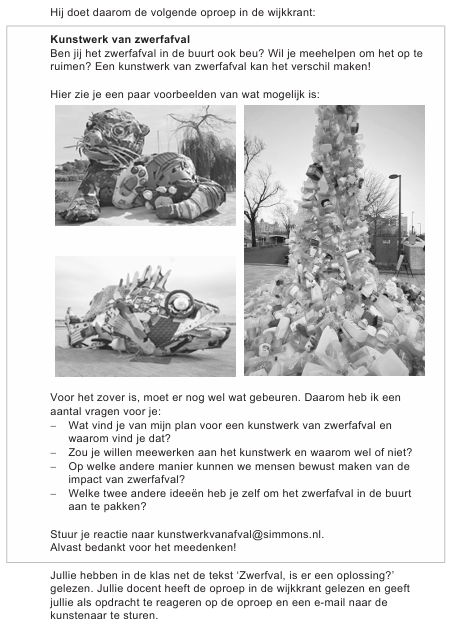 Hij doet daarom de volgende oproep in de wijkkrant:
Kunstwerk van zwerfafval
Ben jij het zwerfafval in de buurt ook beu? Wil je meehelpen om het op te
ruimen? Een kunstwerk van zwerfafval kan het verschil maken!
Hier zie je een paar voorbeelden van wat mogelijk is:
Voor het zover is, moet er nog wel wat gebeuren. Daarom heb ik een
aantal vragen voor je:
– Wat vind je van mijn plan voor een kunstwerk van zwerfafval en
waarom vind je dat?
– Zou je willen meewerken aan het kunstwerk en waarom wel of niet?
– Op welke andere manier kunnen we mensen bewust maken van de
impact van zwerfafval?
– Welke twee andere ideeën heb je zelf om het zwerfafval in de buurt
aan te pakken?
Stuur je reactie naar kunstwerkvanafval@simmons.nl.
Alvast bedankt voor het meedenken!
Jullie hebben in de klas net de tekst ‘Zwerfval, is er een oplossing?’
gelezen. Jullie docent heeft de oproep in de wijkkrant gelezen en geeft
jullie als opdracht te reageren op de oproep en een e-mail naar de
kunstenaar te sturen.